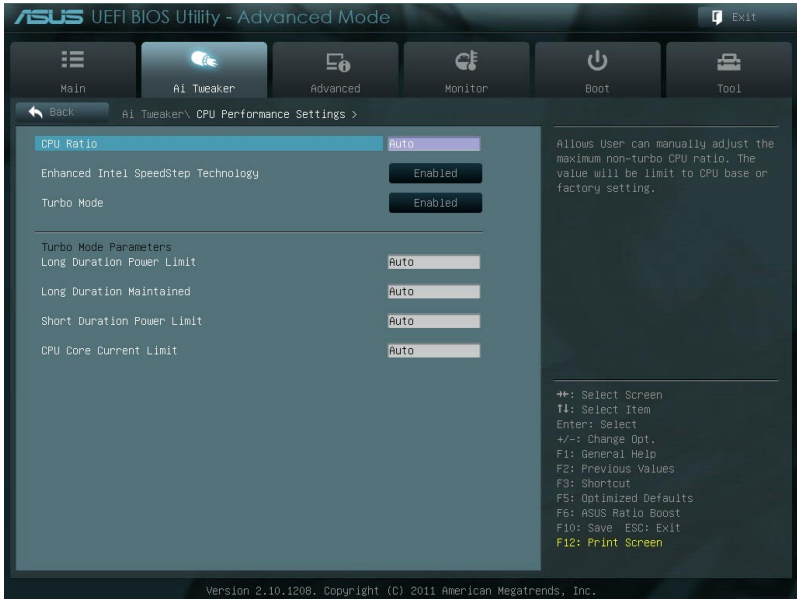 ASUS UEFI BIOS Utility - Advanced Mode
Exit
Main
Ai Tweaker
Advanced
Monitor
Boot
Tool
Back
Ai Tweaker\ CPU Performance Settings >
CPU Ratio Auto
Enhanced Intel SpeedStep Technology Enabled
Turbo Mode Enabled
Turbo Mode Parameters
Long Duration Power Limit Auto
Long Duration Maintained Auto
Short Duration Power Limit Auto
CPU Core Current Limit Auto
Allows User can manually adjust the
maximum non-turbo CPU ratio. The
value will be limit to CPU base or
factory setting.
→←: Select Screen
↑↓: Select Item
Enter: Select
+/-: Change Opt.
F1: General Help
F2: Previous Values
F3: Shortcut
F5: Optimized Defaults
F6: ASUS Ratio Boost
F10: Save ESC: Exit
F12: Print Screen
Version 2.10.1208. Copyright (C) 2011 American Megatrends, Inc.